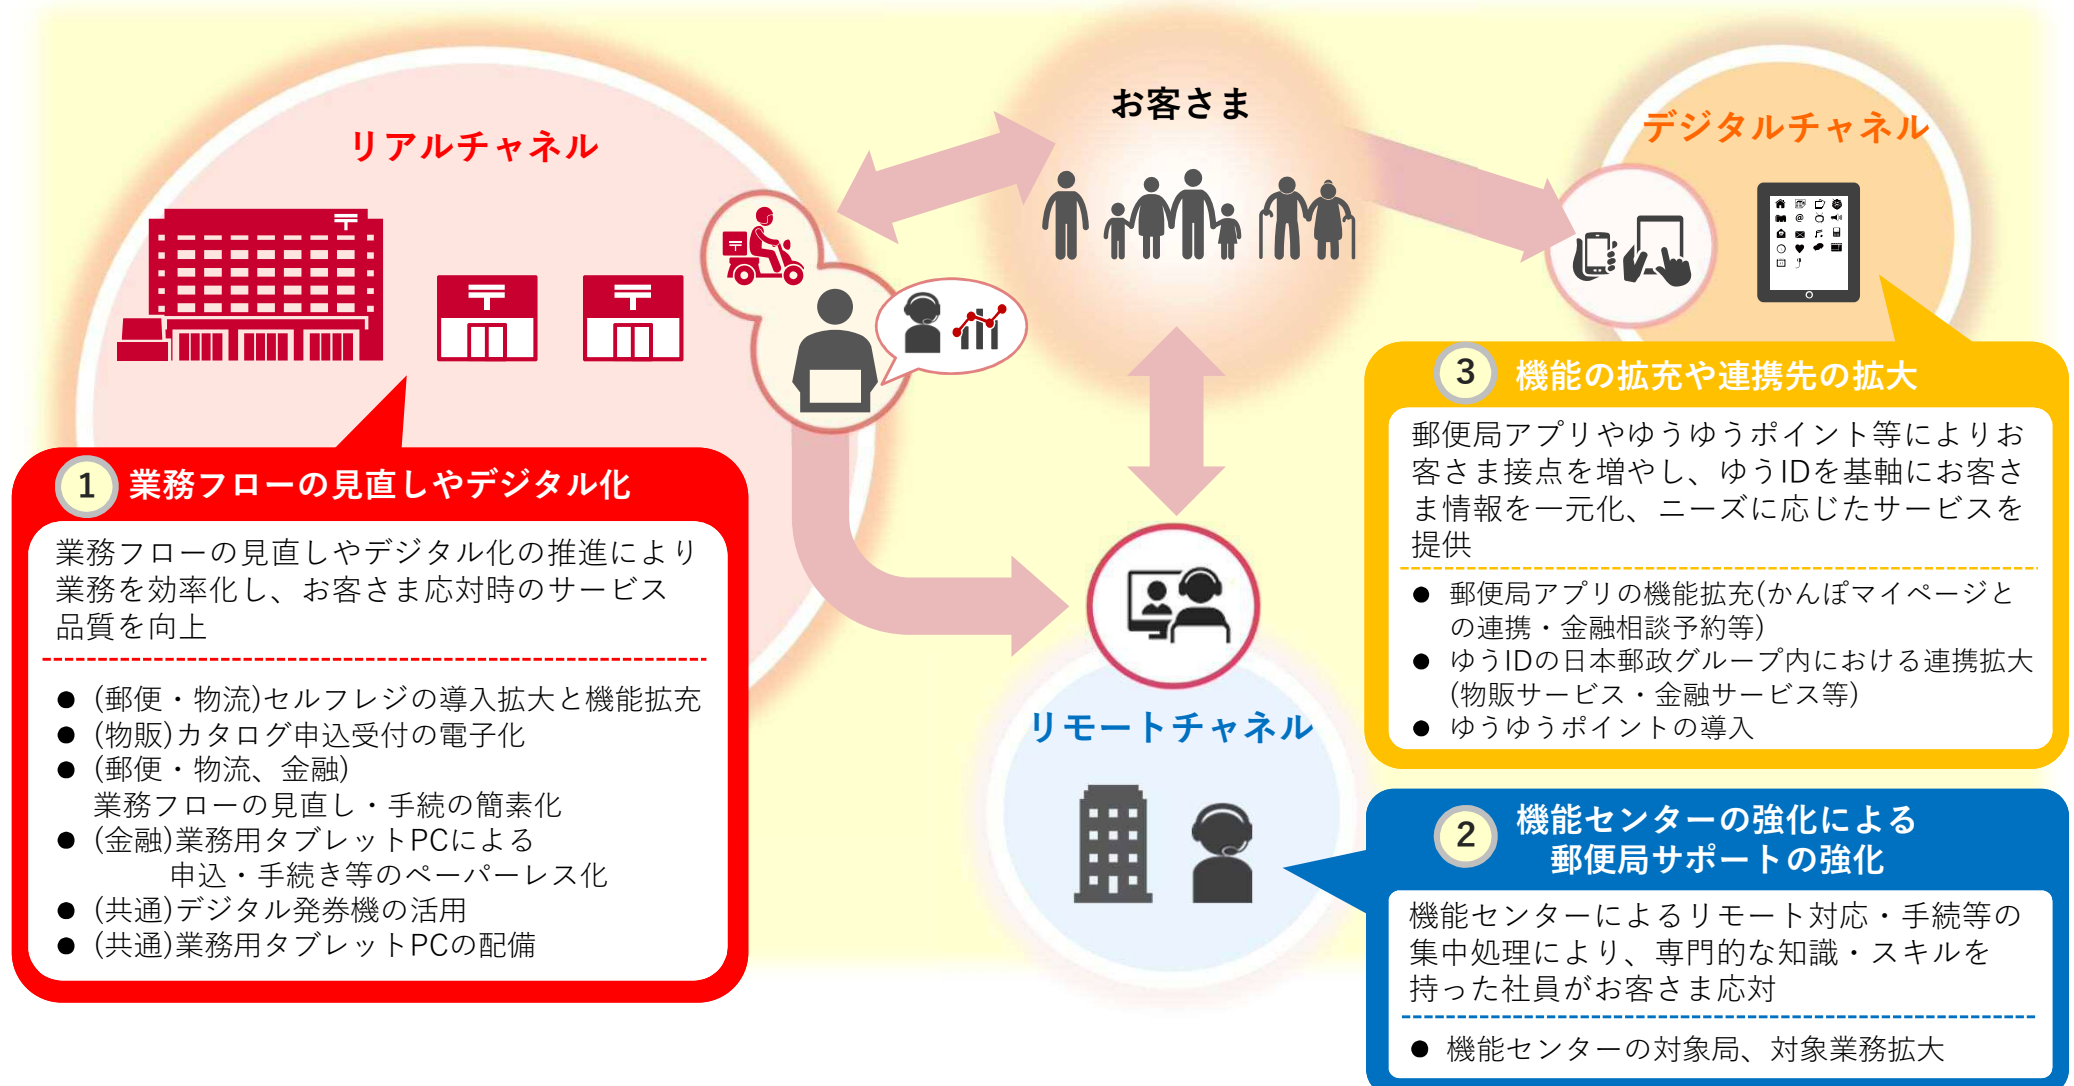 お客さま
リアルチャネル
デジタルチャネル
1 業務フローの見直しやデジタル化
業務フローの見直しやデジタル化の推進により
業務を効率化し、お客さま応対時のサービス
品質を向上
● (郵便・物流)セルフレジの導入拡大と機能拡充
● (物販)カタログ申込受付の電子化
● (郵便・物流、金融)
業務フローの見直し・手続の簡素化
● (金融)業務用タブレットPCによる
申込・手続き等のペーパーレス化
● (共通)デジタル発券機の活用
● (共通)業務用タブレットPCの配備
リモートチャネル
3 機能の拡充や連携先の拡大
郵便局アプリやゆうゆうポイント等によりお
客さま接点を増やし、ゆうIDを基軸にお客さ
ま情報を一元化、ニーズに応じたサービスを
提供
● 郵便局アプリの機能拡充(かんぽマイページと
の連携・金融相談予約等)
● ゆうIDの日本郵政グループ内における連携拡大
(物販サービス・金融サービス等)
● ゆうゆうポイントの導入
2 機能センターの強化による
郵便局サポートの強化
機能センターによるリモート対応・手続等の
集中処理により、専門的な知識・スキルを
持った社員がお客さま応対
● 機能センターの対象局、対象業務拡大